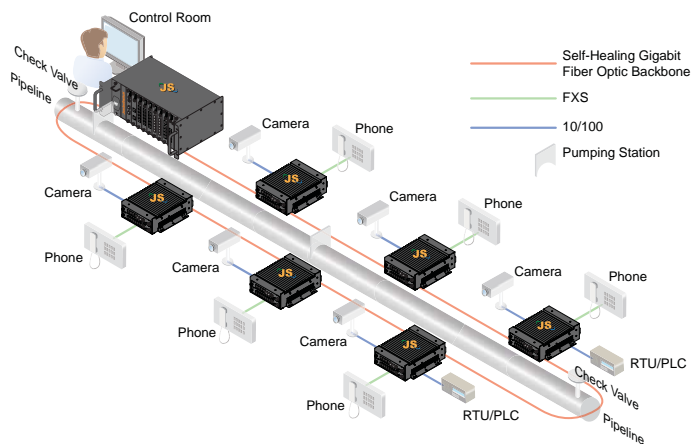 Control Room
Check Valve
Pipeline
JS
Self-Healing Gigabit
Fiber Optic Backbone
FXS
10/100
Pumping Station
Camera
Phone
JS
Camera
JS
Phone
Camera
Phone
JS
Camera
JS
Phone
Camera
Phone
JS
RTU/PLC
Camera
JS
Phone
RTU/PLC
Check Valve
Pipeline